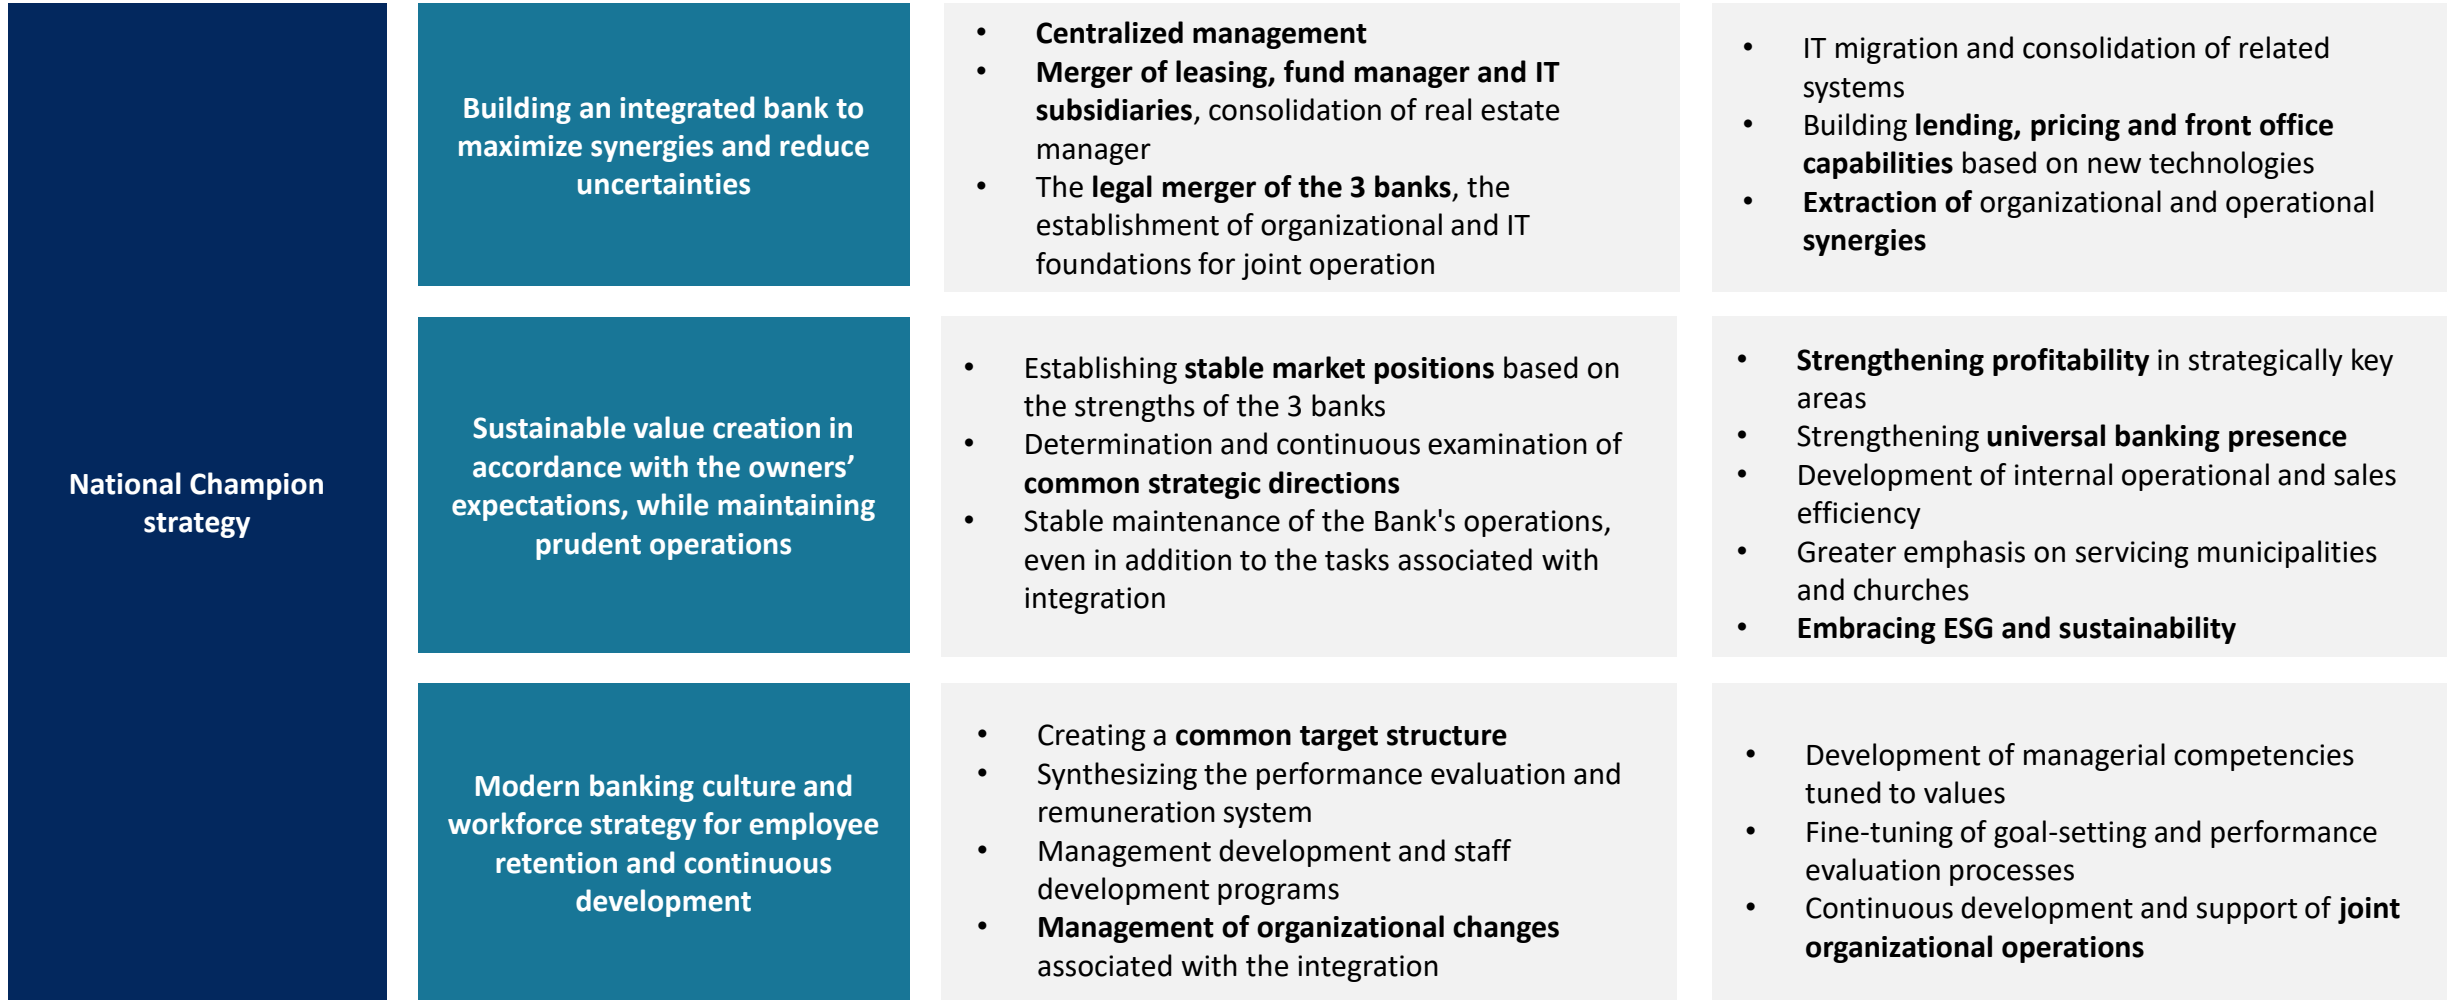 National Champion
strategy
Building an integrated bank to
maximize synergies and reduce
uncertainties
• Centralized management
• Merger of leasing, fund manager and IT
subsidiaries, consolidation of real estate
manager
• The legal merger of the 3 banks, the
establishment of organizational and IT
foundations for joint operation
• IT migration and consolidation of related
systems
• Building lending, pricing and front office
capabilities based on new technologies
• Extraction of organizational and operational
synergies
Sustainable value creation in
accordance with the owners’
expectations, while maintaining
prudent operations
• Establishing stable market positions based on
the strengths of the 3 banks
• Determination and continuous examination of
common strategic directions
• Stable maintenance of the Bank's operations,
even in addition to the tasks associated with
integration
• Strengthening profitability in strategically key
areas
• Strengthening universal banking presence
• Development of internal operational and sales
efficiency
• Greater emphasis on servicing municipalities
and churches
• Embracing ESG and sustainability
Modern banking culture and
workforce strategy for employee
retention and continuous
development
• Creating a common target structure
• Synthesizing the performance evaluation and
remuneration system
• Management development and staff
development programs
• Management of organizational changes
associated with the integration
• Development of managerial competencies
tuned to values
• Fine-tuning of goal-setting and performance
evaluation processes
• Continuous development and support of joint
organizational operations